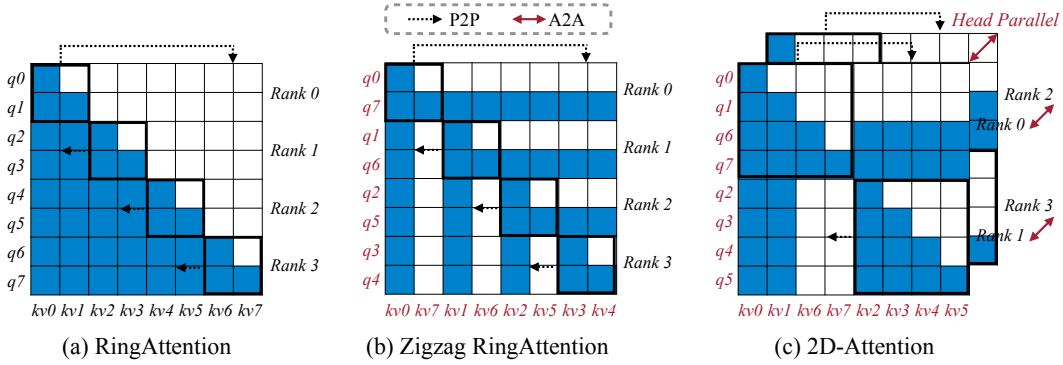 P2P A2A
Head Parallel
q0
q1
q2
q3
q4
q5
q6
q7
Rank 0
Rank 1
Rank 2
Rank 3
kv0 kv1 kv2 kv3 kv4 kv5 kv6 kv7
(a) RingAttention
q0
q7
q1
q6
q2
q5
q3
q4
Rank 0
Rank 1
Rank 2
Rank 3
kv0 kv7 kv1 kv6 kv2 kv5 kv3 kv4
(b) Zigzag RingAttention
q0
q1
q6
q7
q2
q3
q4
q5
Rank 2
Rank 0
Rank 3
Rank 1
kv0 kv1 kv6 kv7 kv2 kv3 kv4 kv5
(c) 2D-Attention